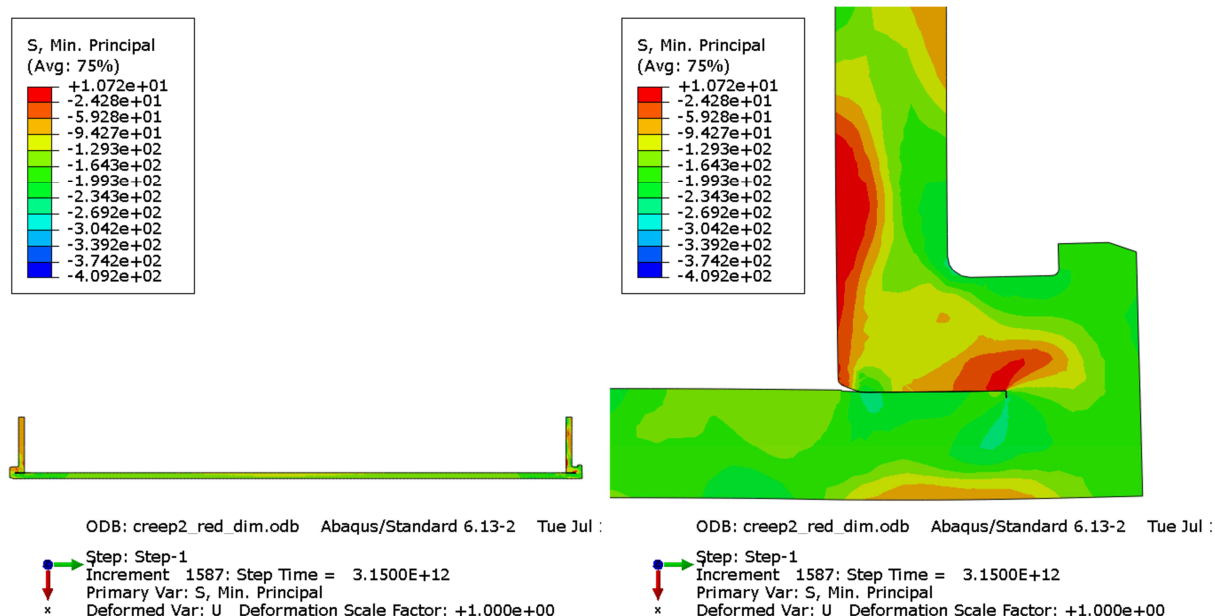 S, Min. Principal
(Avg: 75%)
+1.072e+01
-2.428e+01
-5.928e+01
-9.427e+01
-1.293e+02
-1.643e+02
-1.993e+02
-2.343e+02
-2.692e+02
-3.042e+02
-3.392e+02
-3.742e+02
-4.092e+02
ODB: creep2_red_dim.odb Abaqus/Standard 6.13-2 Tue Jul
Step: Step-1
Increment 1587: Step Time = 3.1500E+12
Primary Var: S, Min. Principal
Deformed Var: U Deformation Scale Factor: +1.000e+00
S, Min. Principal
(Avg: 75%)
+1.072e+01
-2.428e+01
-5.928e+01
-9.427e+01
-1.293e+02
-1.643e+02
-1.993e+02
-2.343e+02
-2.692e+02
-3.042e+02
-3.392e+02
-3.742e+02
-4.092e+02
ODB: creep2_red_dim.odb Abaqus/Standard 6.13-2 Tue Jul
Step: Step-1
Increment 1587: Step Time = 3.1500E+12
Primary Var: S, Min. Principal
Deformed Var: U Deformation Scale Factor: +1.000e+00